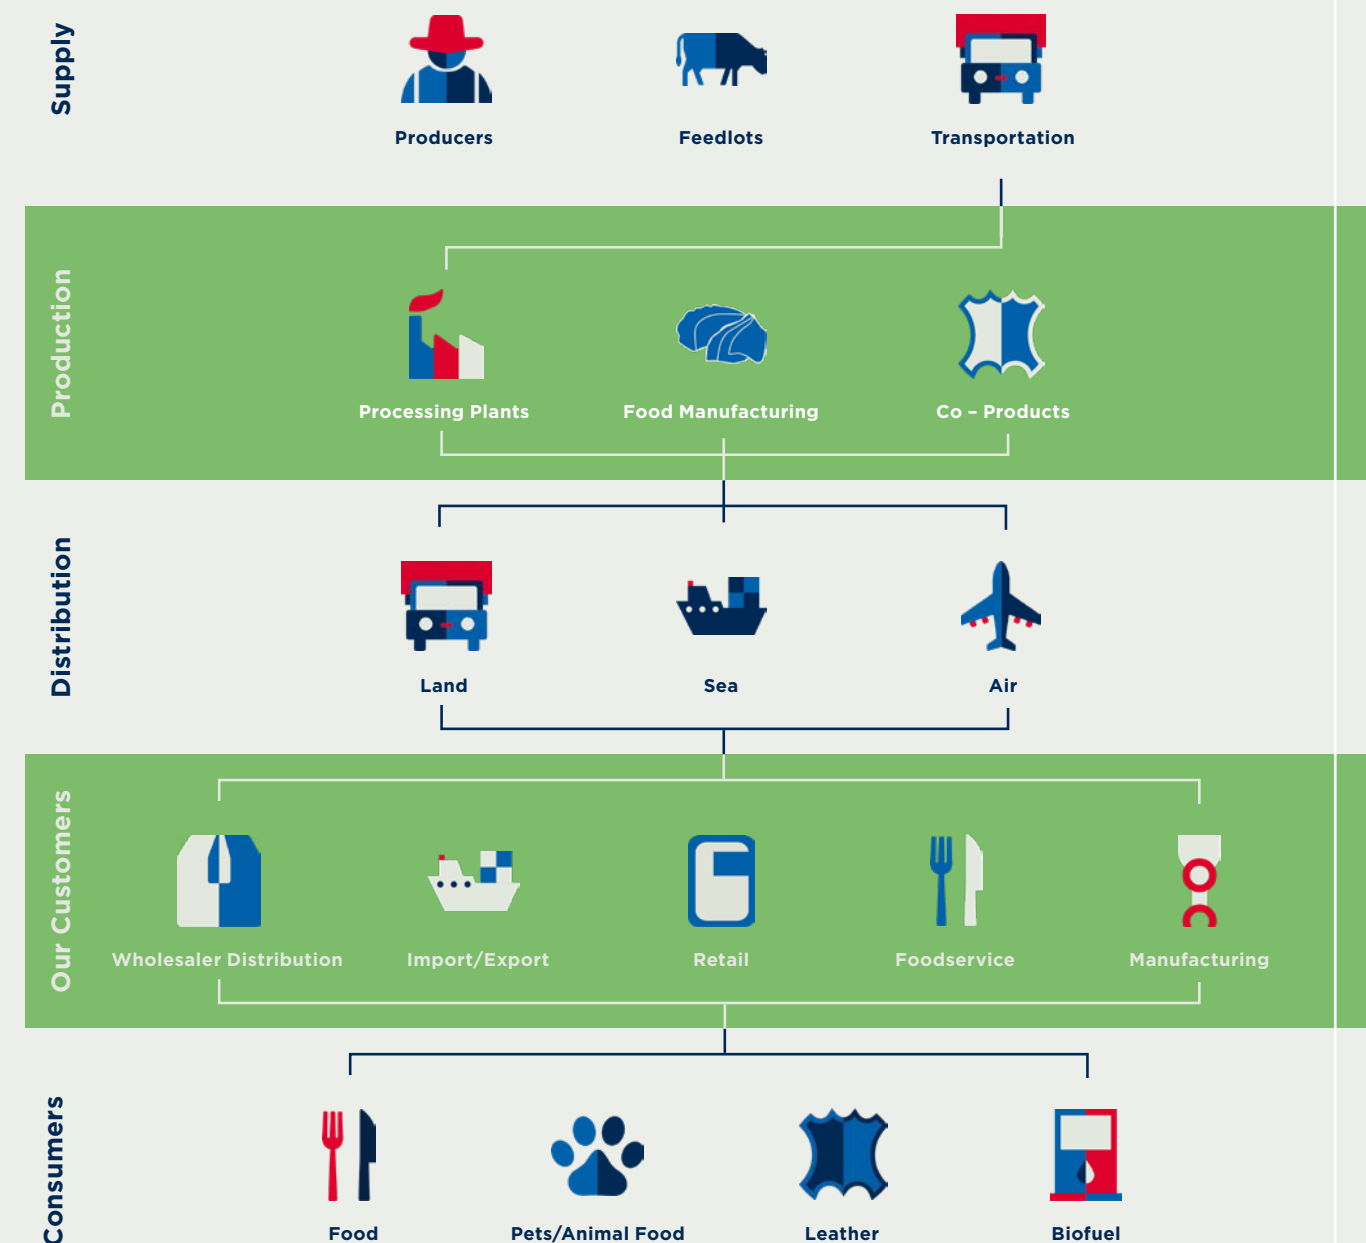 Supply
Producers
Feedlots
Transportation
Production
Processing Plants
Food Manufacturing
Co – Products
Distribution
Land
Sea
Air
Our Customers
Wholesaler Distribution
Import/Export
Retail
Foodservice
Manufacturing
Consumers
Food
Pets/Animal Food
Leather
Biofuel